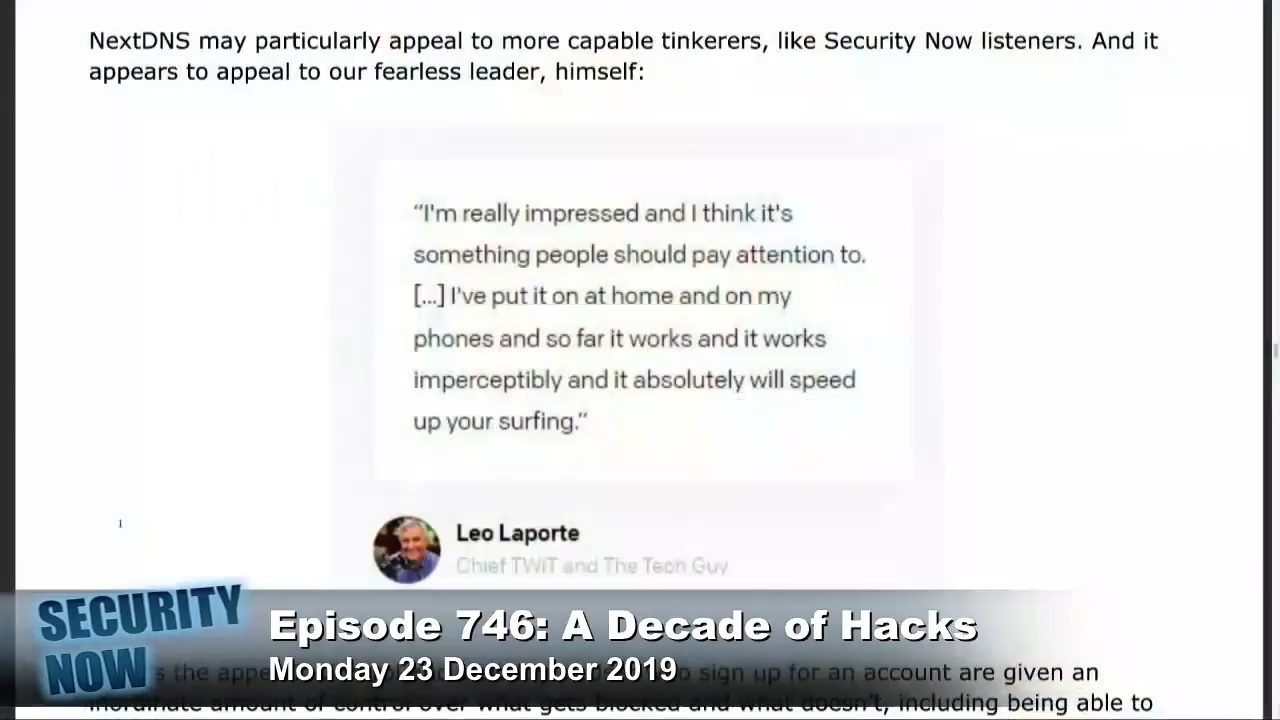 NextDNS may particularly appeal to more capable tinkerers, like Security Now listeners. And it
appears to appeal to our fearless leader, himself:
“I'm really impressed and I think it's
something people should pay attention to.
[...] I've put it on at home and on my
phones and so far it works and it works
imperceptibly and it absolutely will speed
up your surfing.”
Leo Laporte
Chief TWiT and The Tech Guy
SECURITY
NOW
Episode 746: A Decade of Hacks
Monday 23 December 2019
s the appe sign up for an account are given an
amount of control over what gets blocked and what doesn't, including being able to